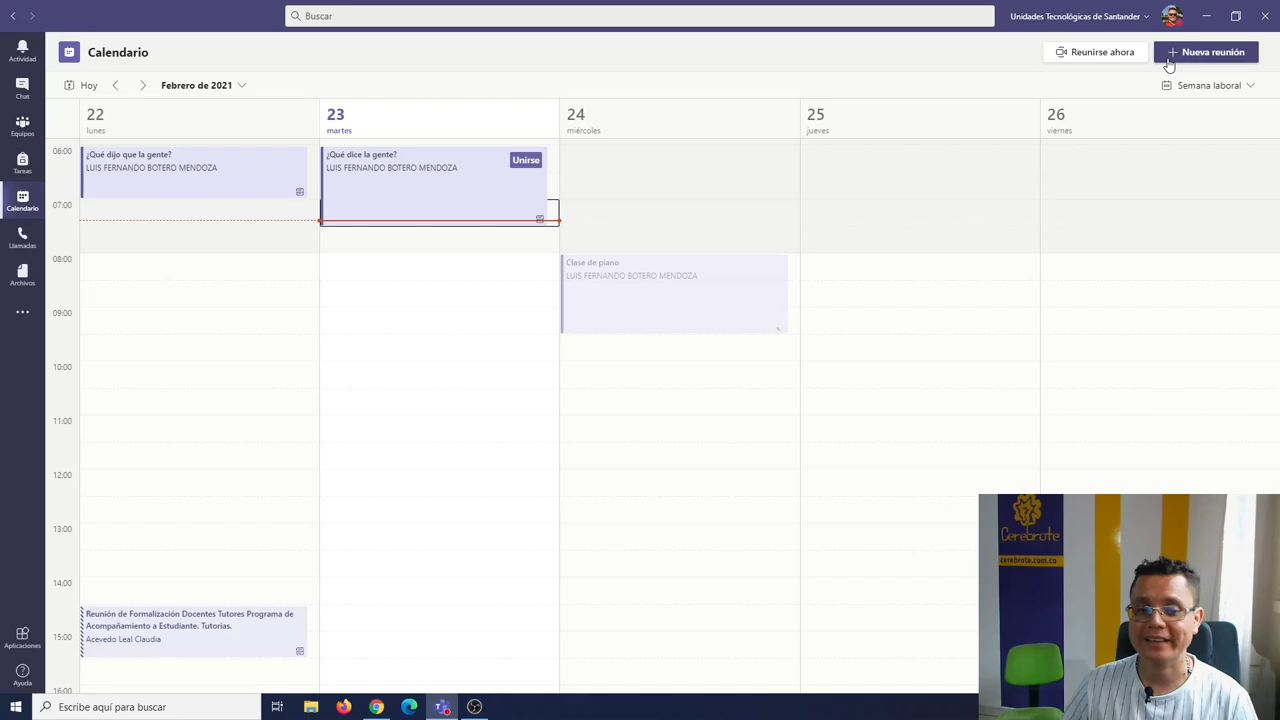 Buscar
Unidades Tecnológicas de Santander
Actividad
Chat
Equipos
Tareas
Calendario
Llamadas
Archivos
Aplicaciones
Ayuda
Calendario
Reunirse ahora
Nueva reunión
Hoy
Febrero de 2021
Semana laboral
22
lunes
23
martes
24
miércoles
25
jueves
26
viernes
06:00
07:00
08:00
09:00
10:00
11:00
12:00
13:00
14:00
15:00
16:00
¿Qué dijo que la gente?
LUIS FERNANDO BOTERO MENDOZA
¿Qué dice la gente?
LUIS FERNANDO BOTERO MENDOZA
Unirse
Clase de piano
LUIS FERNANDO BOTERO MENDOZA
Reunión de Formalización Docentes Tutores Programa de
Acompañamiento a Estudiante. Tutorias.
Acevedo Leal Claudia
Cerebrote
cerebrote.com.co
Escribe aquí para buscar